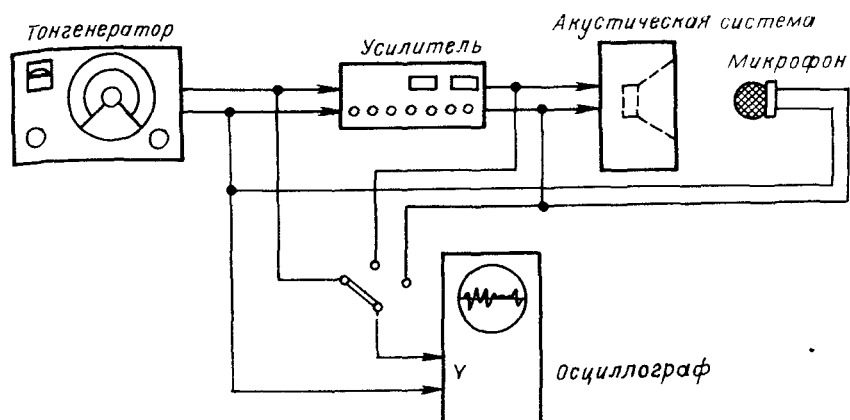 Тонгенератор
Усилитель
Акустическая система
Микрофон
Y
Осциллограф